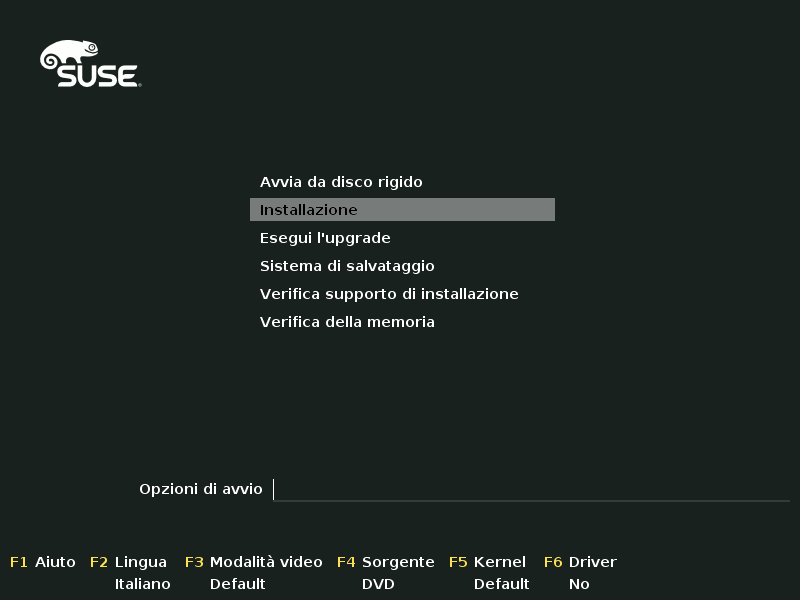 SUSE
Avvia da disco rigido
Installazione
Esegui l'upgrade
Sistema di salvataggio
Verifica supporto di installazione
Verifica della memoria
Opzioni di avvio
F1 Aiuto F2 Lingua F3 Modalità video F4 Sorgente F5 Kernel F6 Driver
Italiano Default DVD Default No